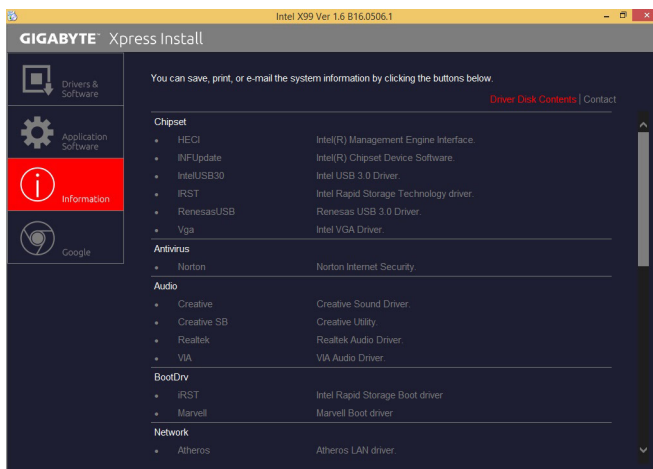 Intel X99 Ver 1.6 B16.0506.1
GIGABYTE™ Xpress Install
Drivers &
Software
Application
Software
Information
Google
You can save, print, or e-mail the system information by clicking the buttons below.
Driver Disk Contents | Contact
Chipset
• HECI Intel(R) Management Engine Interface.
• INFUpdate Intel(R) Chipset Device Software.
• IntelUSB30 Intel USB 3.0 Driver.
• IRST Intel Rapid Storage Technology driver.
• RenesasUSB Renesas USB 3.0 Driver.
• Vga Intel VGA Driver.
Antivirus
• Norton Norton Internet Security.
Audio
• Creative Creative Sound Driver.
• Creative SB Creative Utility.
• Realtek Realtek Audio Driver.
• VIA VIA Audio Driver.
BootDrv
• iRST Intel Rapid Storage Boot driver
• Marvell Marvell Boot driver
Network
• Atheros Atheros LAN driver.